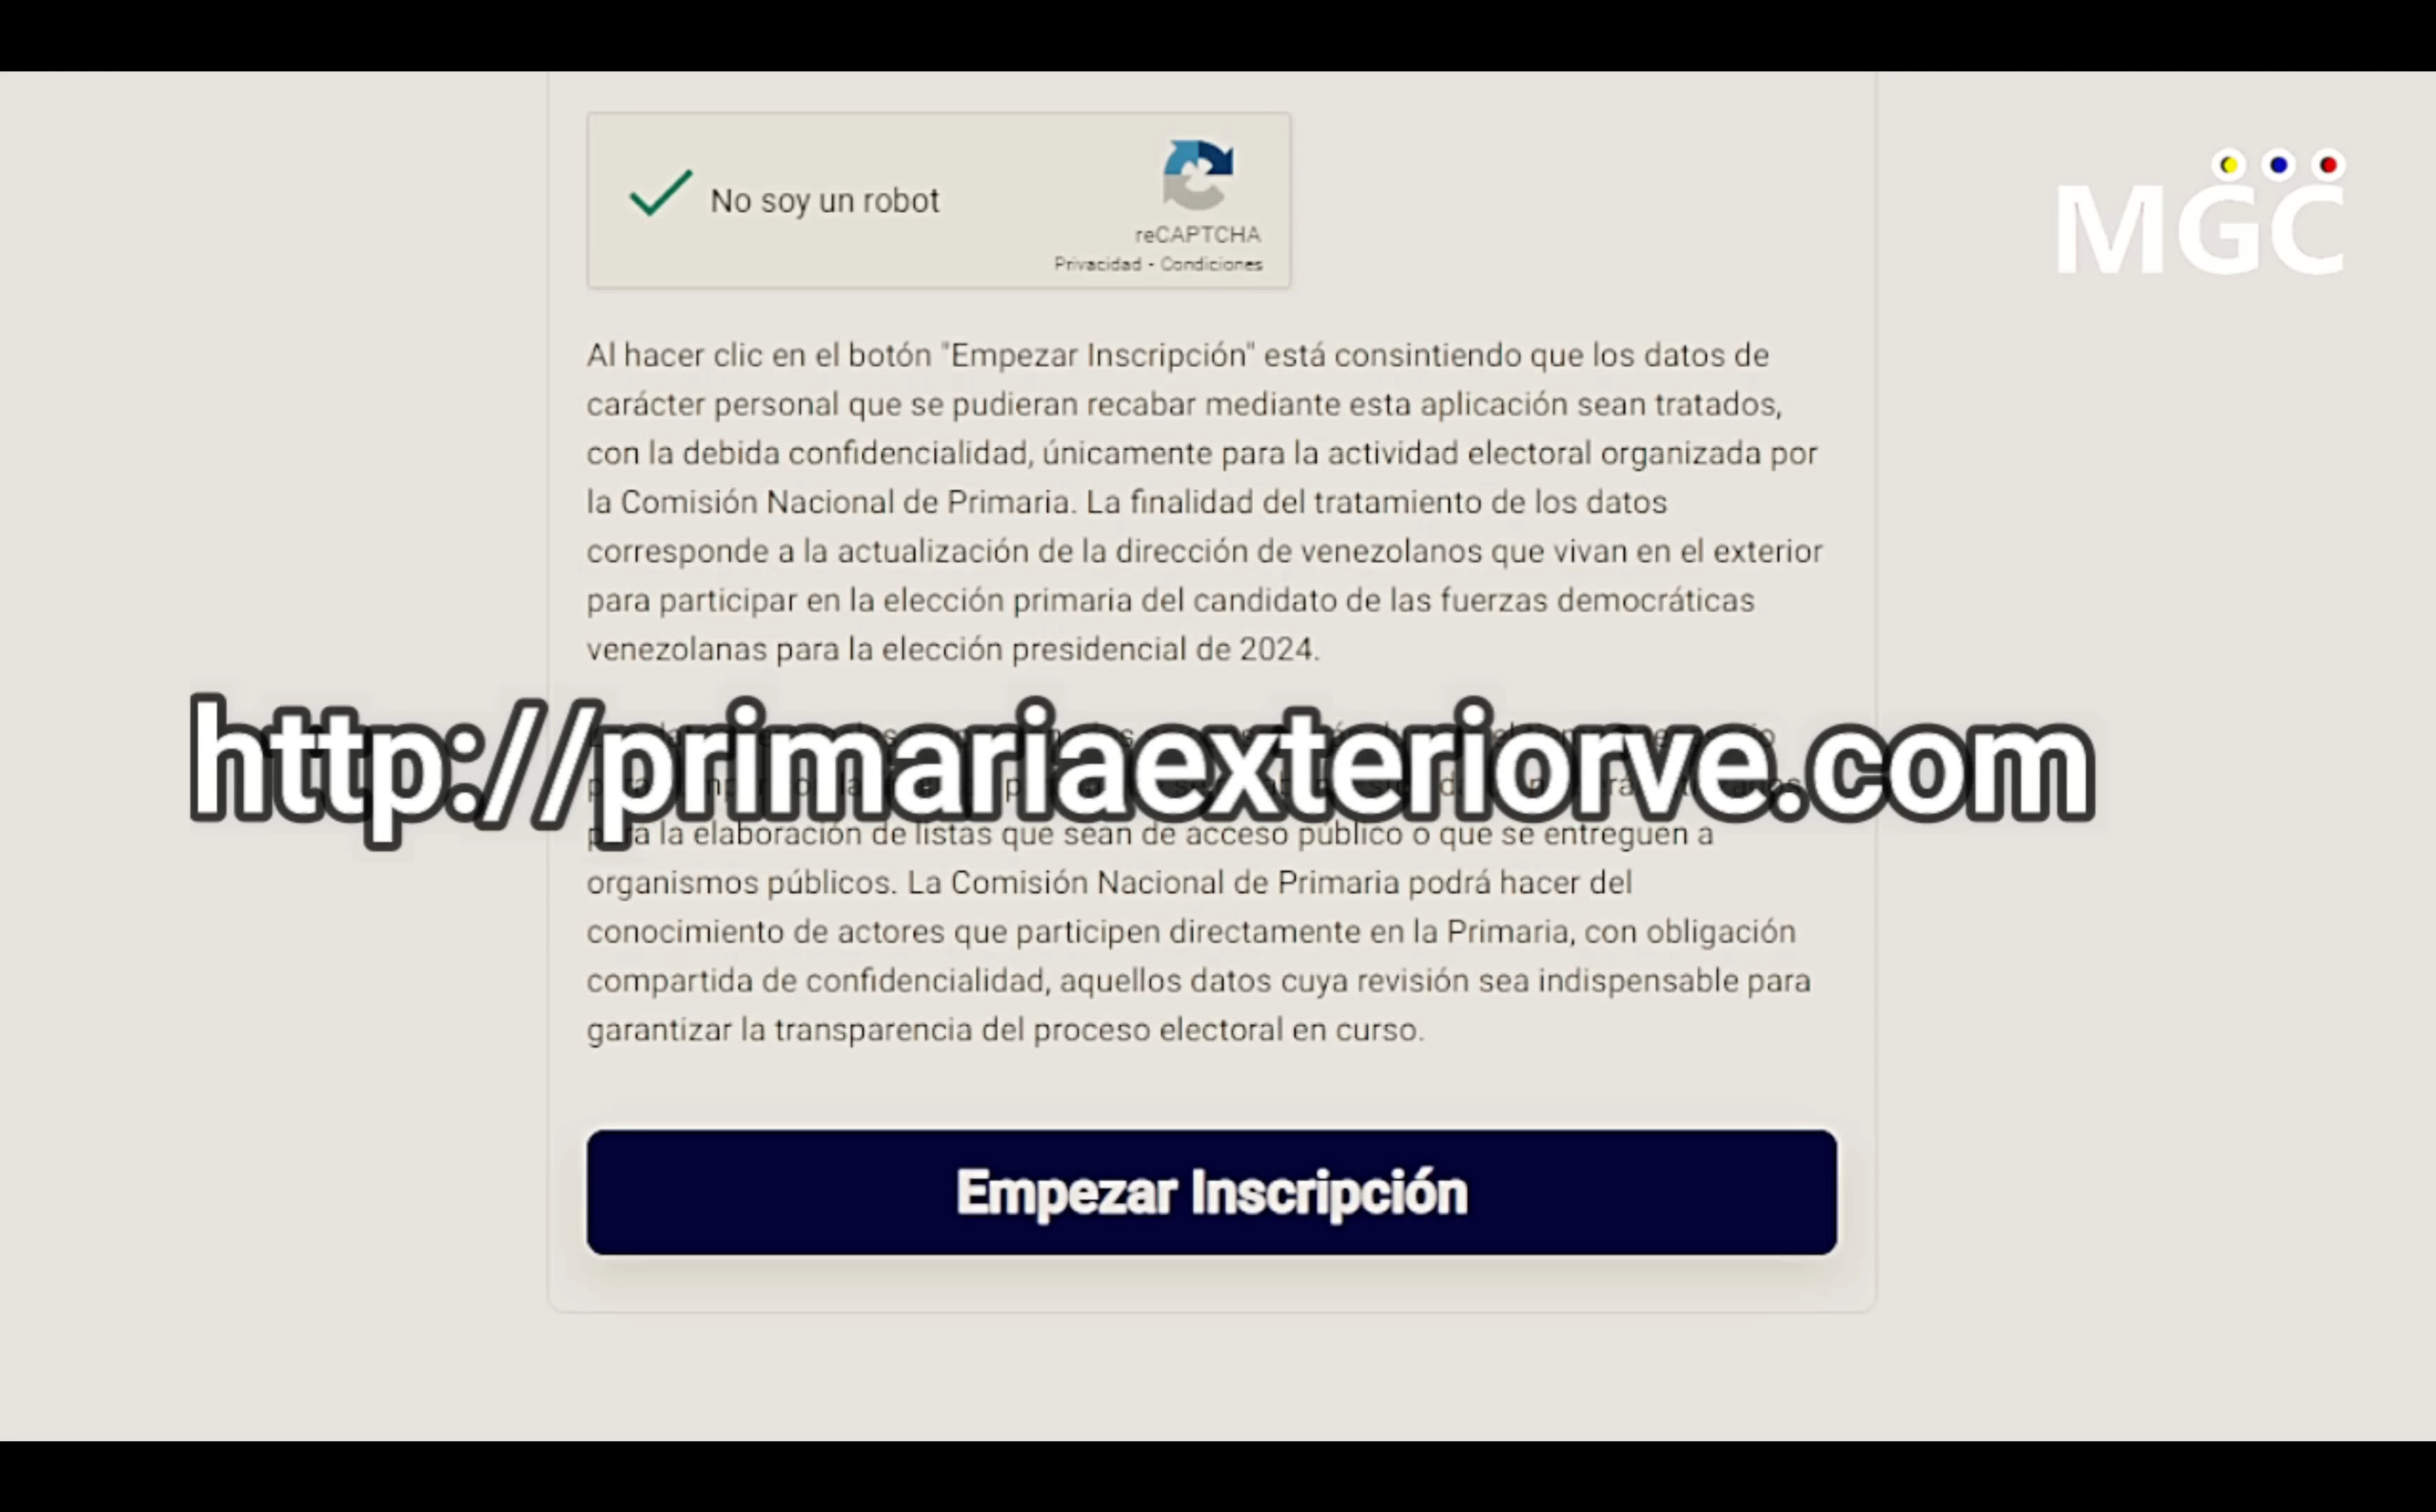 No soy un robot
reCAPTCHA
Privacidad - Condiciones
MGC
Al hacer clic en el botón "Empezar Inscripción" está consintiendo que los datos de
carácter personal que se pudieran recabar mediante esta aplicación sean tratados,
con la debida confidencialidad, únicamente para la actividad electoral organizada por
la Comisión Nacional de Primaria. La finalidad del tratamiento de los datos
corresponde a la actualización de la dirección de venezolanos que vivan en el exterior
para participar en la elección primaria del candidato de las fuerzas democráticas
venezolanas para la elección presidencial de 2024.
http://primariaexteriorve.com
para la elaboración de listas que sean de acceso público o que se entreguen a
organismos públicos. La Comisión Nacional de Primaria podrá hacer del
conocimiento de actores que participen directamente en la Primaria, con obligación
compartida de confidencialidad, aquellos datos cuya revisión sea indispensable para
garantizar la transparencia del proceso electoral en curso.
Empezar Inscripción